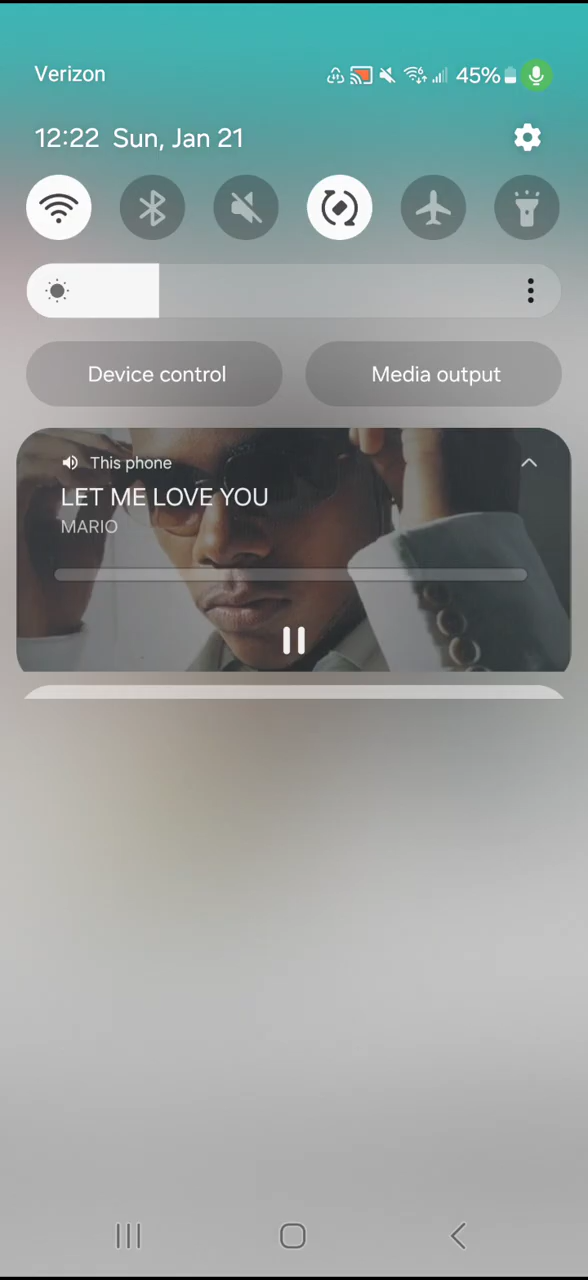 Verizon
45%
12:22 Sun, Jan 21
Device control
Media output
This phone
LET ME LOVE YOU
MARIO